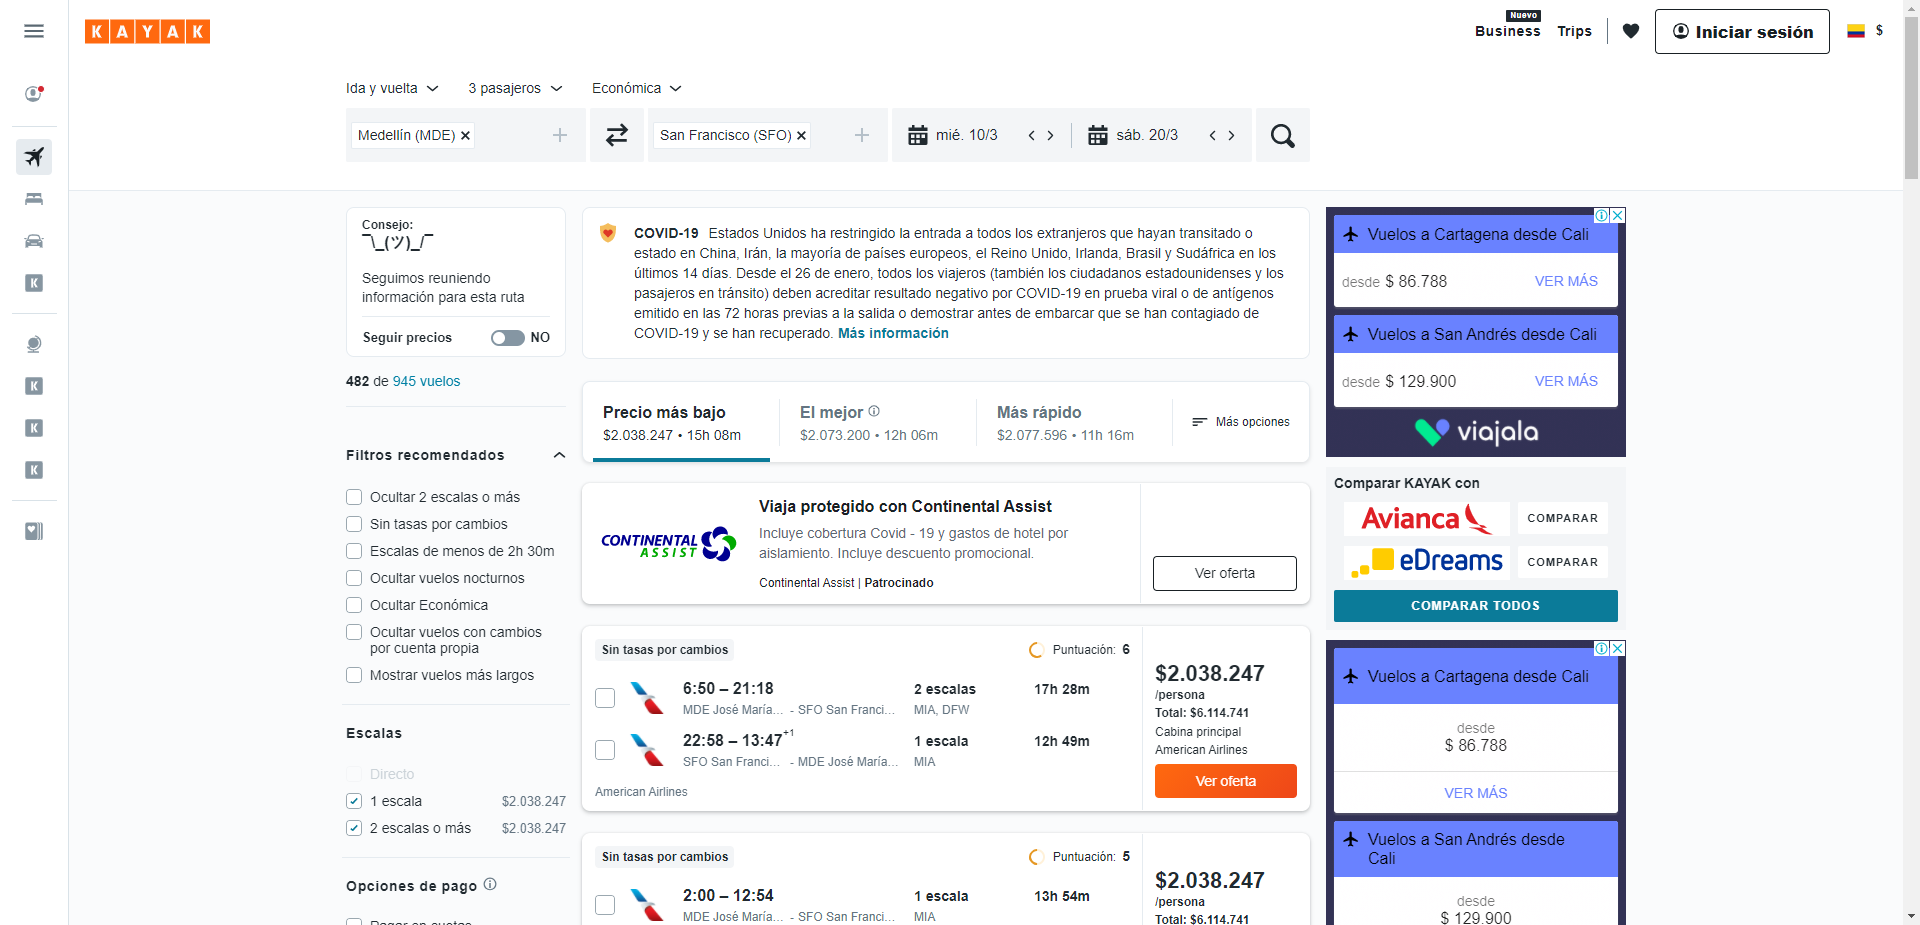 KAYAK
Nuevo
Business
Trips
Iniciar sesión
$
Ida y vuelta
3 pasajeros
Económica
Medellín (MDE)
San Francisco (SFO)
mié. 10/3
sáb. 20/3
Consejo:
¯\_(ツ)_/¯
Seguimos reuniendo
información para esta ruta
Seguir precios
NO
482 de 945 vuelos
Filtros recomendados
Ocultar 2 escalas o más
Sin tasas por cambios
Escalas de menos de 2h 30m
Ocultar vuelos nocturnos
Ocultar Económica
Ocultar vuelos con cambios
por cuenta propia
Mostrar vuelos más largos
Escalas
Directo
1 escala $2.038.247
2 escalas o más $2.038.247
Opciones de pago
COVID-19 Estados Unidos ha restringido la entrada a todos los extranjeros que hayan transitado o
estado en China, Irán, la mayoría de países europeos, el Reino Unido, Irlanda, Brasil y Sudáfrica en los
últimos 14 días. Desde el 26 de enero, todos los viajeros (también los ciudadanos estadounidenses y los
pasajeros en tránsito) deben acreditar resultado negativo por COVID-19 en prueba viral o de antígenos
emitido en las 72 horas previas a la salida o demostrar antes de embarcar que se han contagiado de
COVID-19 y se han recuperado. Más información
Precio más bajo
$2.038.247 • 15h 08m
El mejor
$2.073.200 • 12h 06m
Más rápido
$2.077.596 • 11h 16m
Más opciones
CONTINENTAL
ASSIST
Viaja protegido con Continental Assist
Incluye cobertura Covid - 19 y gastos de hotel por
aislamiento. Incluye descuento promocional.
Continental Assist | Patrocinado
Ver oferta
Sin tasas por cambios
Puntuación: 6
6:50 – 21:18
MDE José María... - SFO San Franci...
2 escalas
MIA, DFW
17h 28m
22:58 – 13:47+1
SFO San Franci... - MDE José María...
1 escala
MIA
12h 49m
American Airlines
$2.038.247
/persona
Total: $6.114.741
Cabina principal
American Airlines
Ver oferta
Sin tasas por cambios
Puntuación: 5
2:00 – 12:54
MDE José María... - SFO San Franci...
1 escala
MIA
13h 54m
$2.038.247
/persona
Total: $6.114.741
Vuelos a Cartagena desde Cali
desde $ 86.788
VER MÁS
Vuelos a San Andrés desde Cali
desde $ 129.900
VER MÁS
viajala
Comparar KAYAK con
Avianca
COMPARAR
eDreams
COMPARAR
COMPARAR TODOS
Vuelos a Cartagena desde Cali
desde
$ 86.788
VER MÁS
Vuelos a San Andrés desde
Cali
desde
$ 129.900
K
K
K
K